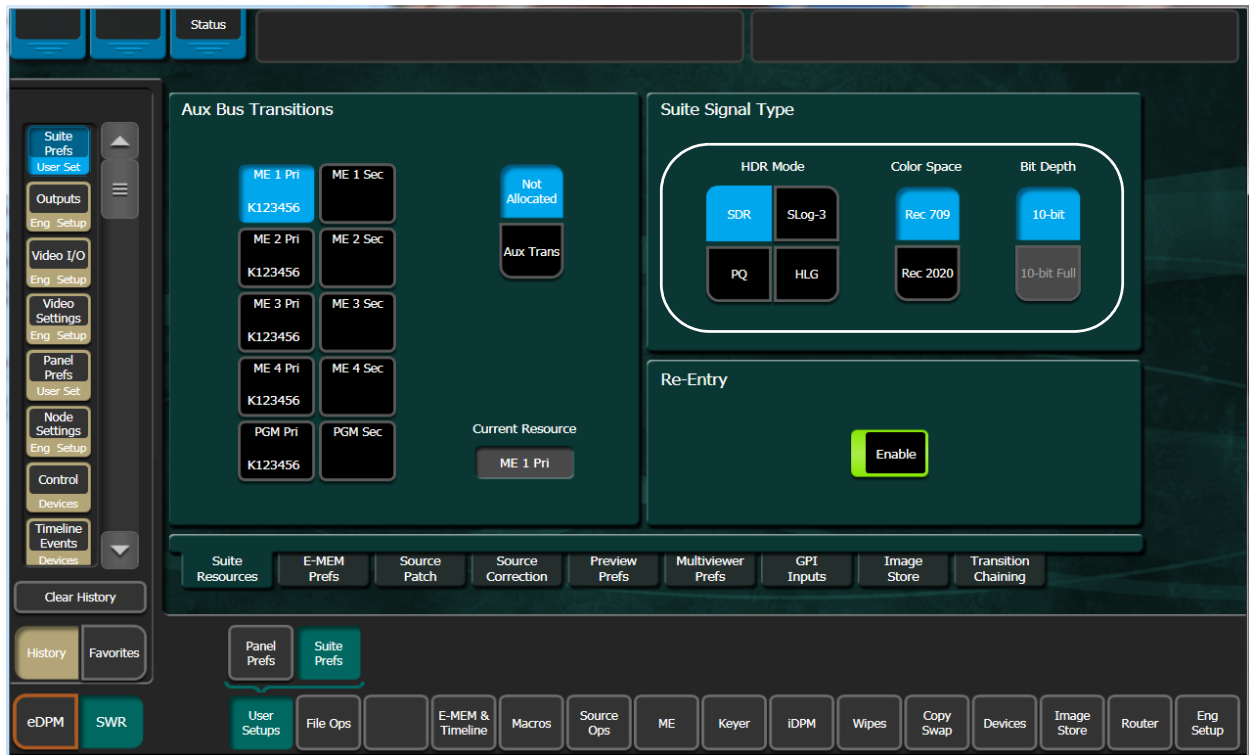 Status
Suite
Prefs
User Set
Outputs
Eng Setup
Video I/O
Eng Setup
Video
Settings
Eng Setup
Panel
Prefs
User Set
Node
Settings
Eng Setup
Control
Devices
Timeline
Events
Devices
Clear History
History
Favorites
eDPM
SWR
Aux Bus Transitions
ME 1 Pri
K123456
ME 1 Sec
ME 2 Pri
K123456
ME 2 Sec
ME 3 Pri
K123456
ME 3 Sec
ME 4 Pri
K123456
ME 4 Sec
PGM Pri
K123456
PGM Sec
Not
Allocated
Aux Trans
Current Resource
ME 1 Pri
Suite Signal Type
HDR Mode
SDR
SLog-3
PQ
HLG
Color Space
Rec 709
Rec 2020
Bit Depth
10-bit
10-bit Full
Re-Entry
Enable
Suite
Resources
E-MEM
Prefs
Source
Patch
Source
Correction
Preview
Prefs
Multiviewer
Prefs
GPI
Inputs
Image
Store
Transition
Chaining
Panel
Prefs
Suite
Prefs
User
Setups
File Ops
E-MEM &
Timeline
Macros
Source
Ops
ME
Keyer
iDPM
Wipes
Copy
Swap
Devices
Image
Store
Router
Eng
Setup